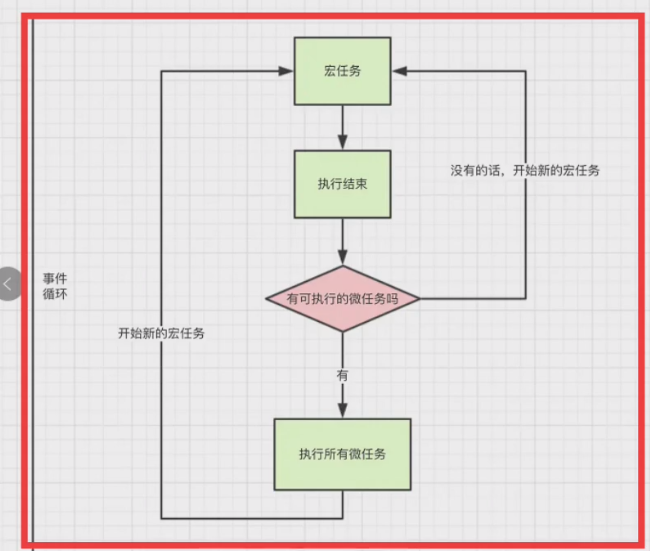 宏任务
执行结束
没有的话，开始新的宏任务
事件
循环
有可执行的微任务吗
开始新的宏任务
有
执行所有微任务